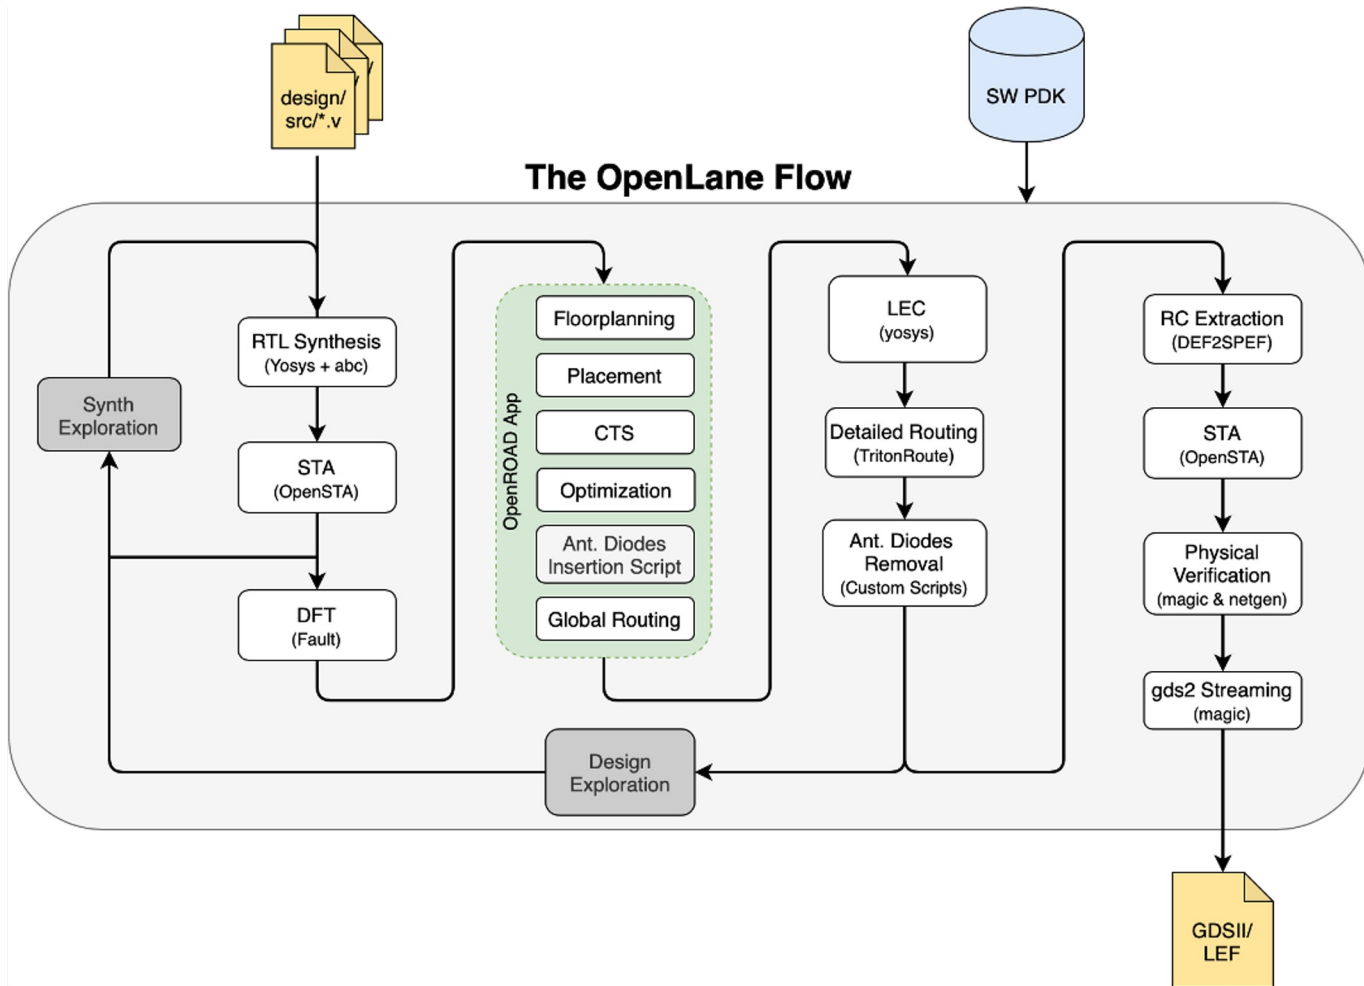 design/
src/*.v
SW PDK
The OpenLane Flow
RTL Synthesis
(Yosys + abc)
Synth
Exploration
STA
(OpenSTA)
DFT
(Fault)
OpenROAD App
Floorplanning
Placement
CTS
Optimization
Ant. Diodes
Insertion Script
Global Routing
LEC
(yosys)
Detailed Routing
(TritonRoute)
Ant. Diodes
Removal
(Custom Scripts)
Design
Exploration
RC Extraction
(DEF2SPEF)
STA
(OpenSTA)
Physical
Verification
(magic & netgen)
gds2 Streaming
(magic)
GDSII/
LEF